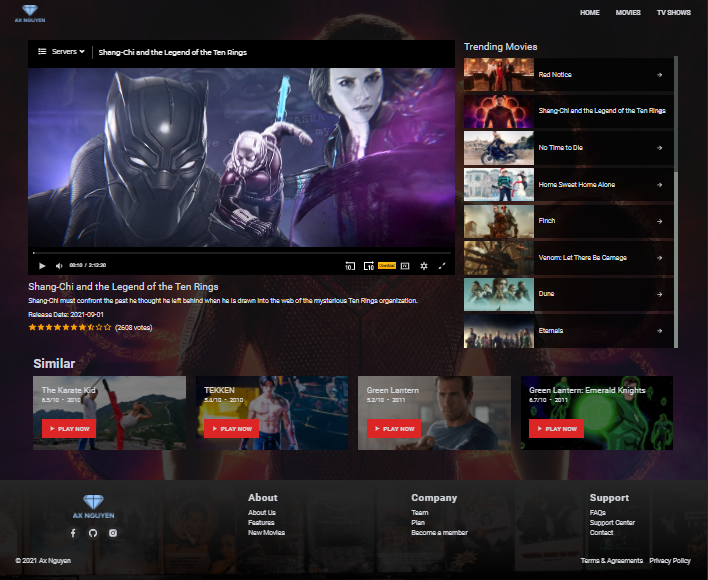 AX NGUYEN
HOME MOVIES TV SHOWS
Servers
Shang-Chi and the Legend of the Ten Rings
00:10 / 2:12:20
10
10
Shang-Chi and the Legend of the Ten Rings
Shang-Chi must confront the past he thought he left behind when he is drawn into the web of the mysterious Ten Rings organization.
Release Date: 2021-09-01
(2608 votes)
Trending Movies
Red Notice
Shang-Chi and the Legend of the Ten Rings
No Time to Die
Home Sweet Home Alone
Finch
Venom: Let There Be Carnage
Dune
Eternals
Similar
The Karate Kid
6.5/10 - 2010
PLAY NOW
TEKKEN
5.4/10 - 2010
PLAY NOW
Green Lantern
5.2/10 - 2011
PLAY NOW
Green Lantern: Emerald Knights
6.7/10 - 2011
PLAY NOW
AX NGUYEN
About
About Us
Features
New Movies
Company
Team
Plan
Become a member
Support
FAQs
Support Center
Contact
© 2021 Ax Nguyen
Terms & Agreements Privacy Policy